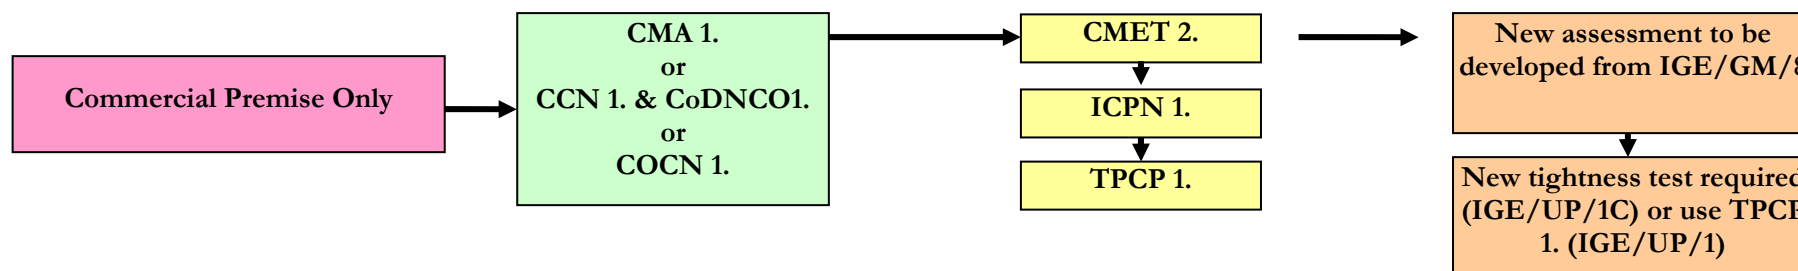 Commercial Premise Only
CMA 1.
or
CCN 1. & CoDNCO1.
or
COCN 1.
CMET 2.
ICPN 1.
TPCP 1.
New assessment to be
developed from IGE/GM/8
New tightness test required
(IGE/UP/1C) or use TPCP
1. (IGE/UP/1)